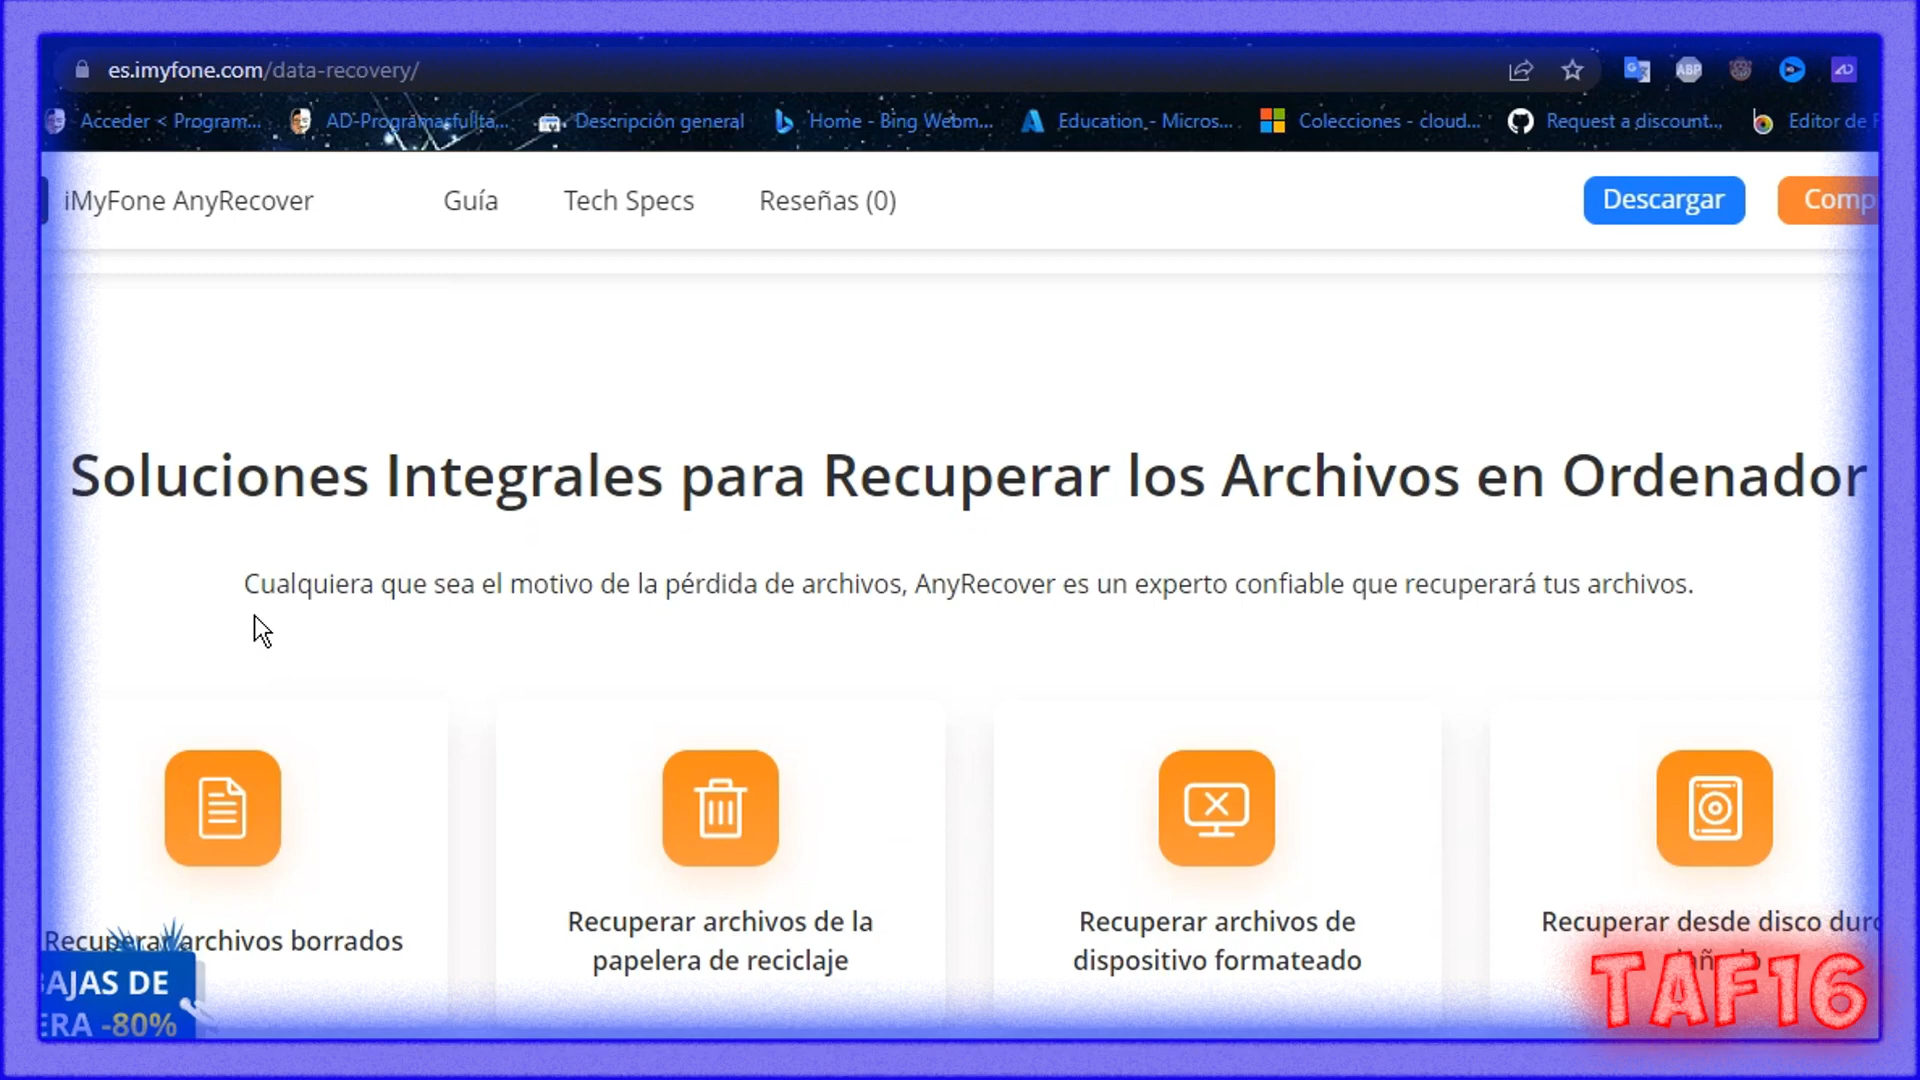 es.imyfone.com/data-recovery/
ABP
Acceder < Program... AD-Programasfullta... Descripción general Home - Bing Webm... Education - Micros... Colecciones - cloud... Request a discount... Editor de F
iMyFone AnyRecover Guía Tech Specs Reseñas (0) Descargar Comp
Soluciones Integrales para Recuperar los Archivos en Ordenador
Cualquiera que sea el motivo de la pérdida de archivos, AnyRecover es un experto confiable que recuperará tus archivos.
Recuperar archivos borrados
Recuperar archivos de la
papelera de reciclaje
Recuperar archivos de
dispositivo formateado
Recuperar desde disco duro
AJAS DE
ERA -80%
TAF16